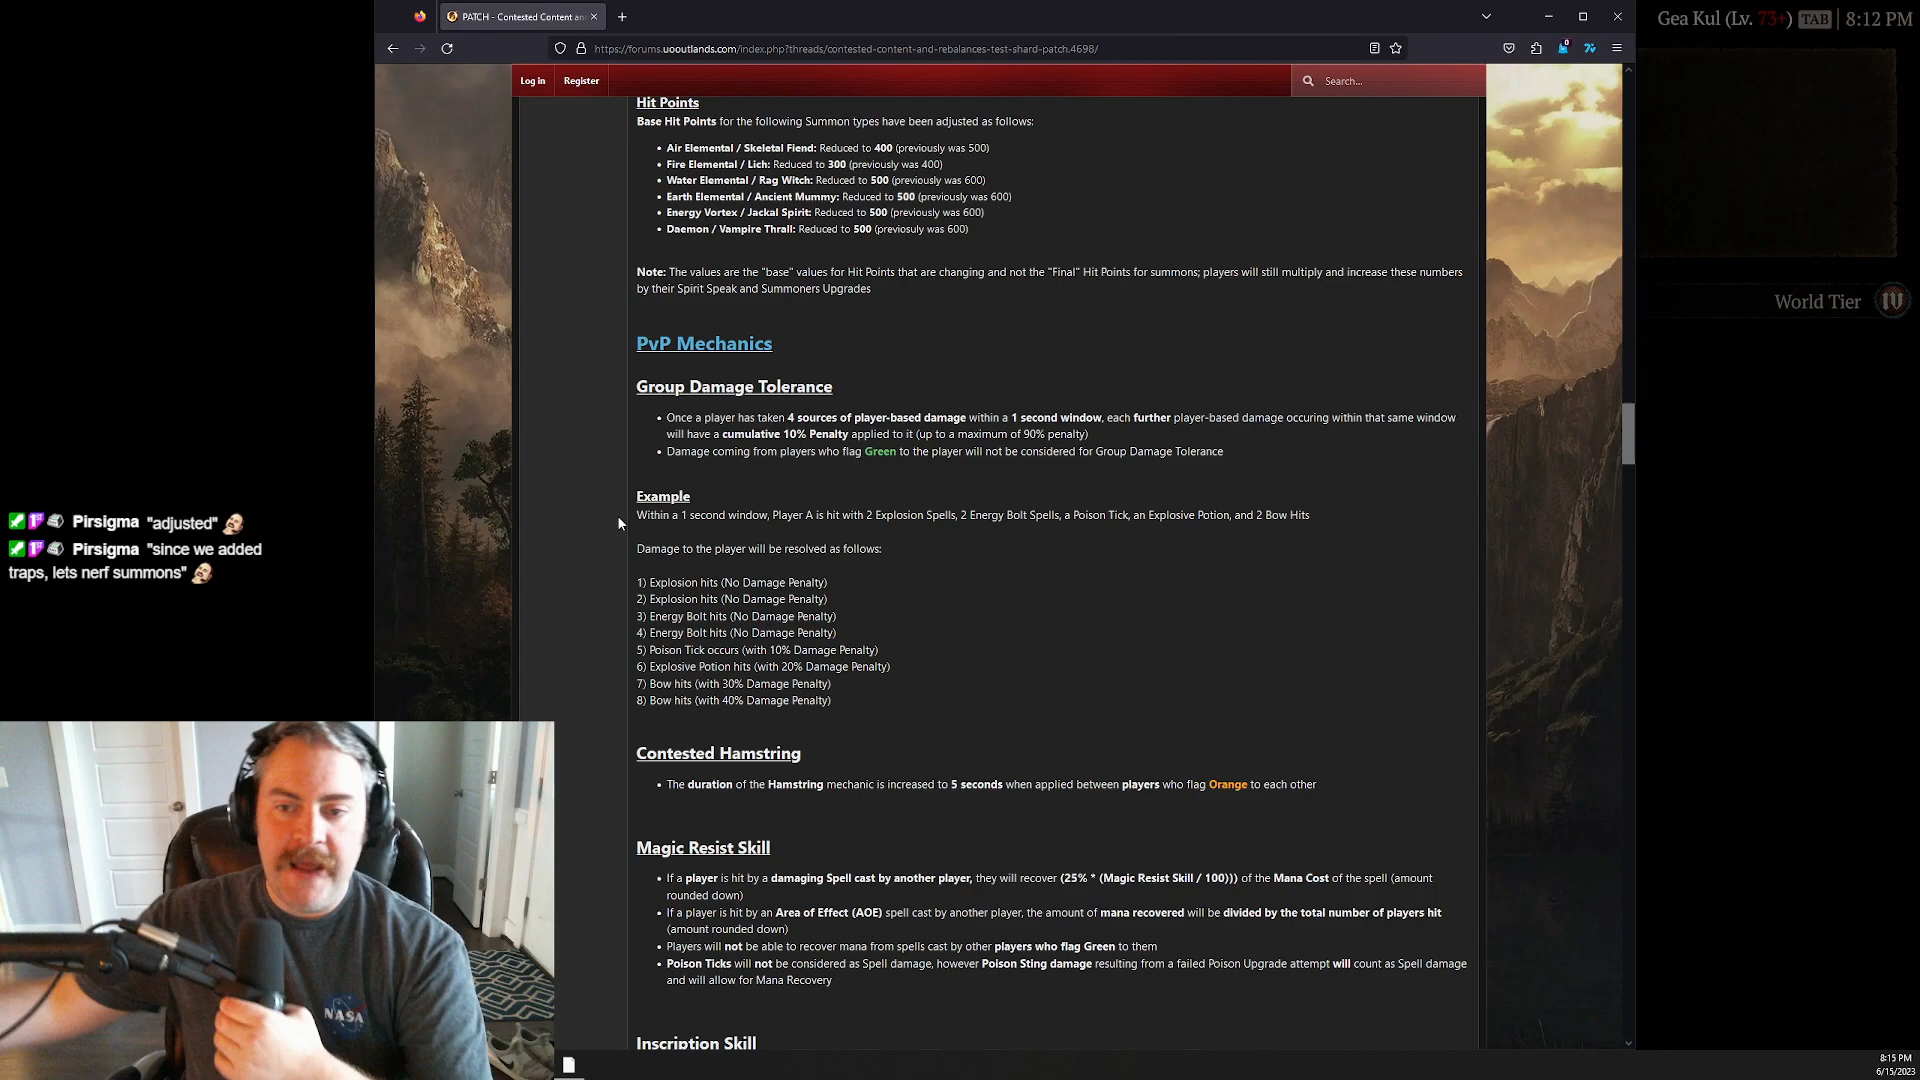 PATCH - Contested Content an
https://forums.uooutlands.com/index.php?threads/contested-content-and-rebalances-test-shard-patch.4698/
Gea Kul (Lv. 73+) TAB 8:12 PM
World Tier IV
Log in Register Search...
Hit Points
Base Hit Points for the following Summon types have been adjusted as follows:
• Air Elemental / Skeletal Fiend: Reduced to 400 (previously was 500)
• Fire Elemental / Lich: Reduced to 300 (previously was 400)
• Water Elemental / Rag Witch: Reduced to 500 (previously was 600)
• Earth Elemental / Ancient Mummy: Reduced to 500 (previously was 600)
• Energy Vortex / Jackal Spirit: Reduced to 500 (previously was 600)
• Daemon / Vampire Thrall: Reduced to 500 (previosuly was 600)
Note: The values are the "base" values for Hit Points that are changing and not the "Final" Hit Points for summons; players will still multiply and increase these numbers
by their Spirit Speak and Summoners Upgrades
PvP Mechanics
Group Damage Tolerance
• Once a player has taken 4 sources of player-based damage within a 1 second window, each further player-based damage occuring within that same window
will have a cumulative 10% Penalty applied to it (up to a maximum of 90% penalty)
• Damage coming from players who flag Green to the player will not be considered for Group Damage Tolerance
Example
Within a 1 second window, Player A is hit with 2 Explosion Spells, 2 Energy Bolt Spells, a Poison Tick, an Explosive Potion, and 2 Bow Hits
Damage to the player will be resolved as follows:
1) Explosion hits (No Damage Penalty)
2) Explosion hits (No Damage Penalty)
3) Energy Bolt hits (No Damage Penalty)
4) Energy Bolt hits (No Damage Penalty)
5) Poison Tick occurs (with 10% Damage Penalty)
6) Explosive Potion hits (with 20% Damage Penalty)
7) Bow hits (with 30% Damage Penalty)
8) Bow hits (with 40% Damage Penalty)
Contested Hamstring
• The duration of the Hamstring mechanic is increased to 5 seconds when applied between players who flag Orange to each other
Magic Resist Skill
• If a player is hit by a damaging Spell cast by another player, they will recover (25% * (Magic Resist Skill / 100))) of the Mana Cost of the spell (amount
rounded down)
• If a player is hit by an Area of Effect (AOE) spell cast by another player, the amount of mana recovered will be divided by the total number of players hit
(amount rounded down)
• Players will not be able to recover mana from spells cast by other players who flag Green to them
• Poison Ticks will not be considered as Spell damage, however Poison Sting damage resulting from a failed Poison Upgrade attempt will count as Spell damage
and will allow for Mana Recovery
Inscription Skill
Pirsigma "adjusted"
Pirsigma "since we added
traps, lets nerf summons"
NASA
8:15 PM
6/15/2023